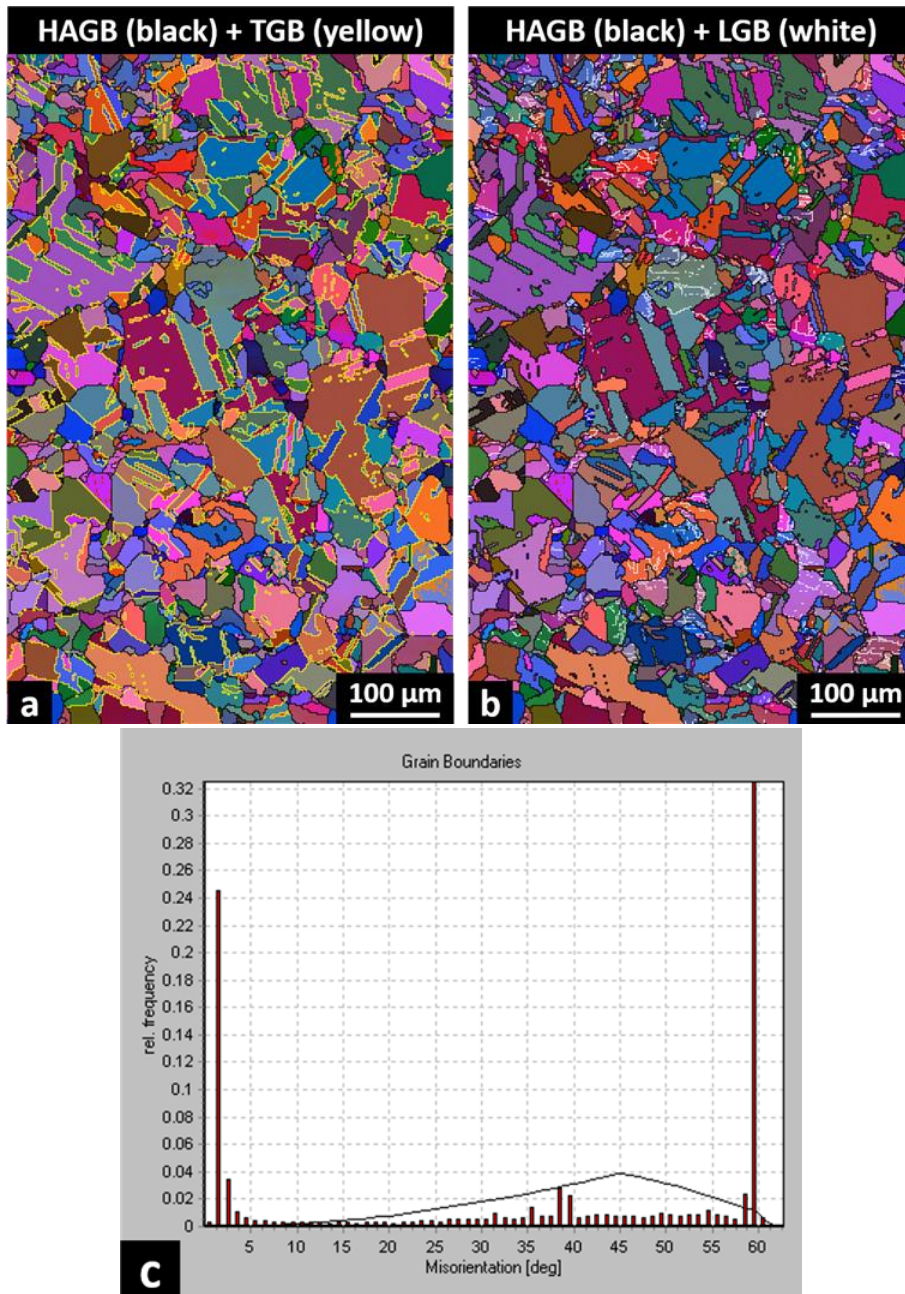 HAGB (black) + TGB (yellow)
HAGB (black) + LGB (white)
a
100 µm
b
100 µm
Grain Boundaries
rel. frequency
0.32
0.3
0.28
0.26
0.24
0.22
0.2
0.18
0.16
0.14
0.12
0.1
0.08
0.06
0.04
0.02
0
5 10 15 20 25 30 35 40 45 50 55 60
Misorientation [deg]
c